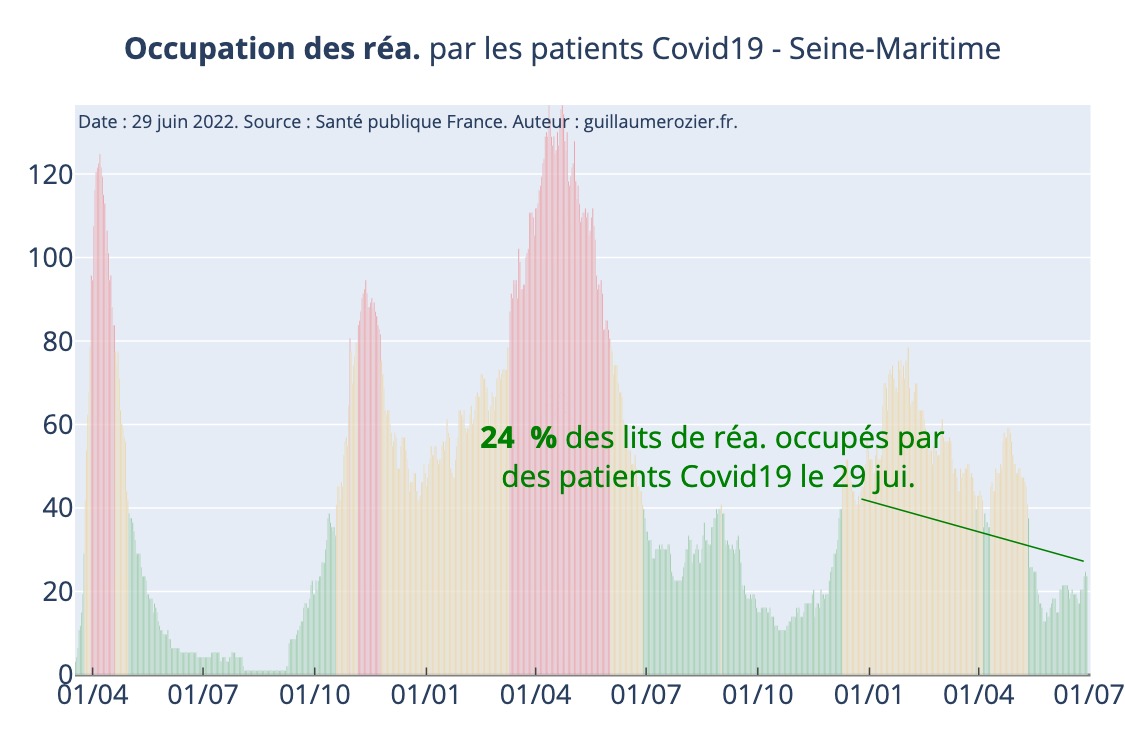 Occupation des réa. par les patients Covid19 - Seine-Maritime
Date : 29 juin 2022. Source : Santé publique France. Auteur : guillaumerozier.fr.
120
100
80
60
40
20
0
24 % des lits de réa. occupés par
des patients Covid19 le 29 jui.
01/04 01/07 01/10 01/01 01/04 01/07 01/10 01/01 01/04 01/07